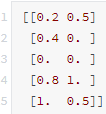 1 [[0.2 0.5]
2 [0.4 0. ]
3 [0. 0. ]
4 [0.8 1. ]
5 [1. 0.5]]